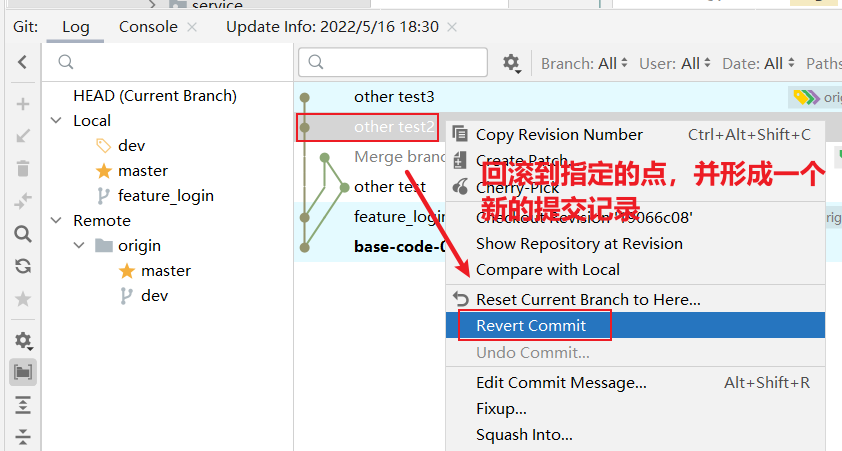 service
Git: Log Console Update Info: 2022/5/16 18:30
Branch: All User: All Date: All Paths
HEAD (Current Branch)
Local
dev
master
feature_login
Remote
origin
master
dev
other test3
other test2
Merge branc
other test
feature_login
base-code-0
orig
Copy Revision Number Ctrl+Alt+Shift+C
Create Patch...
Cherry-Pick
Checkout Revision '19066c08'
Show Repository at Revision
Compare with Local
Reset Current Branch to Here...
Revert Commit
Undo Commit...
Edit Commit Message... Alt+Shift+R
Fixup...
Squash Into...
回滚到指定的点，并形成一个
新的提交记录
orig